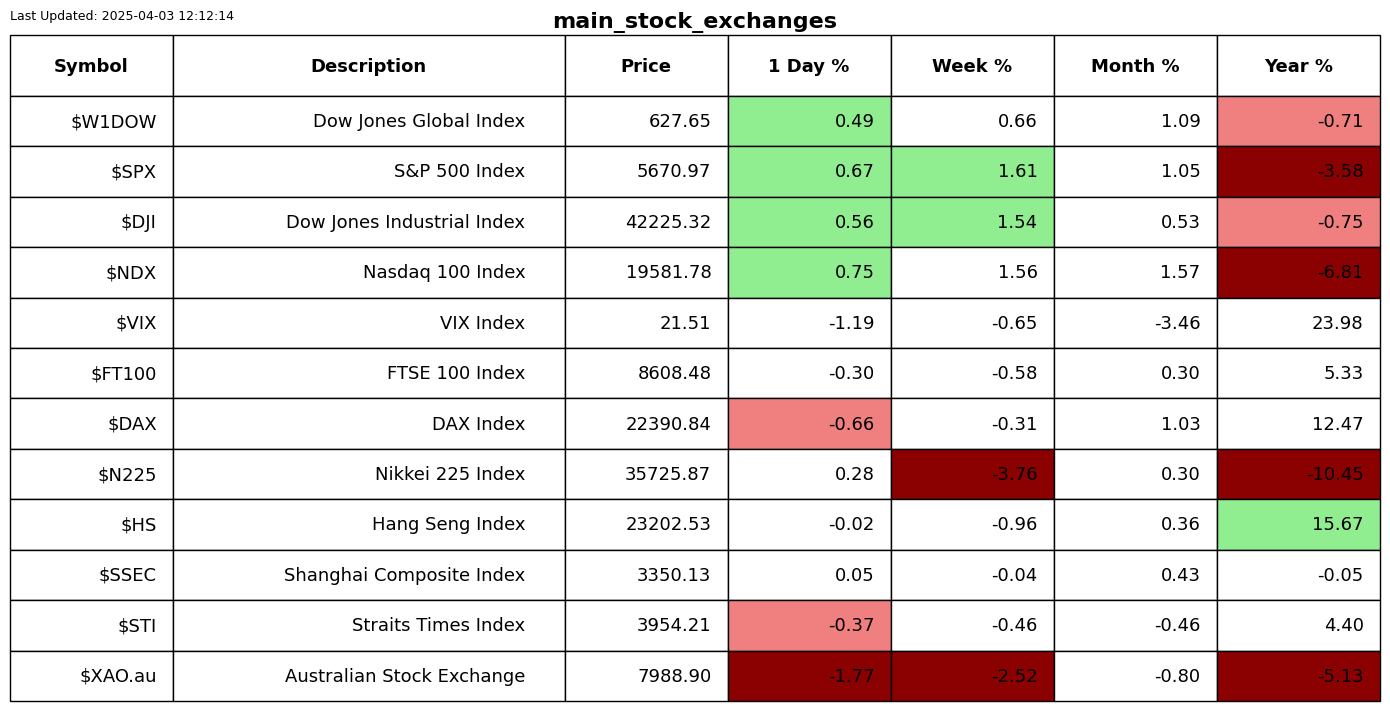 Last Updated: 2025-04-03 12:12:14
main_stock_exchanges
Symbol Description Price 1 Day % Week % Month % Year %
$W1DOW Dow Jones Global Index 627.65 0.49 0.66 1.09 -0.71
$SPX S&P 500 Index 5670.97 0.67 1.61 1.05 -3.58
$DJI Dow Jones Industrial Index 42225.32 0.56 1.54 0.53 -0.75
$NDX Nasdaq 100 Index 19581.78 0.75 1.56 1.57 -6.81
$VIX VIX Index 21.51 -1.19 -0.65 -3.46 23.98
$FT100 FTSE 100 Index 8608.48 -0.30 -0.58 0.30 5.33
$DAX DAX Index 22390.84 -0.66 -0.31 1.03 12.47
$N225 Nikkei 225 Index 35725.87 0.28 -3.76 0.30 -10.45
$HS Hang Seng Index 23202.53 -0.02 -0.96 0.36 15.67
$SSEC Shanghai Composite Index 3350.13 0.05 -0.04 0.43 -0.05
$STI Straits Times Index 3954.21 -0.37 -0.46 -0.46 4.40
$XAO.au Australian Stock Exchange 7988.90 -1.77 -2.52 -0.80 -5.13